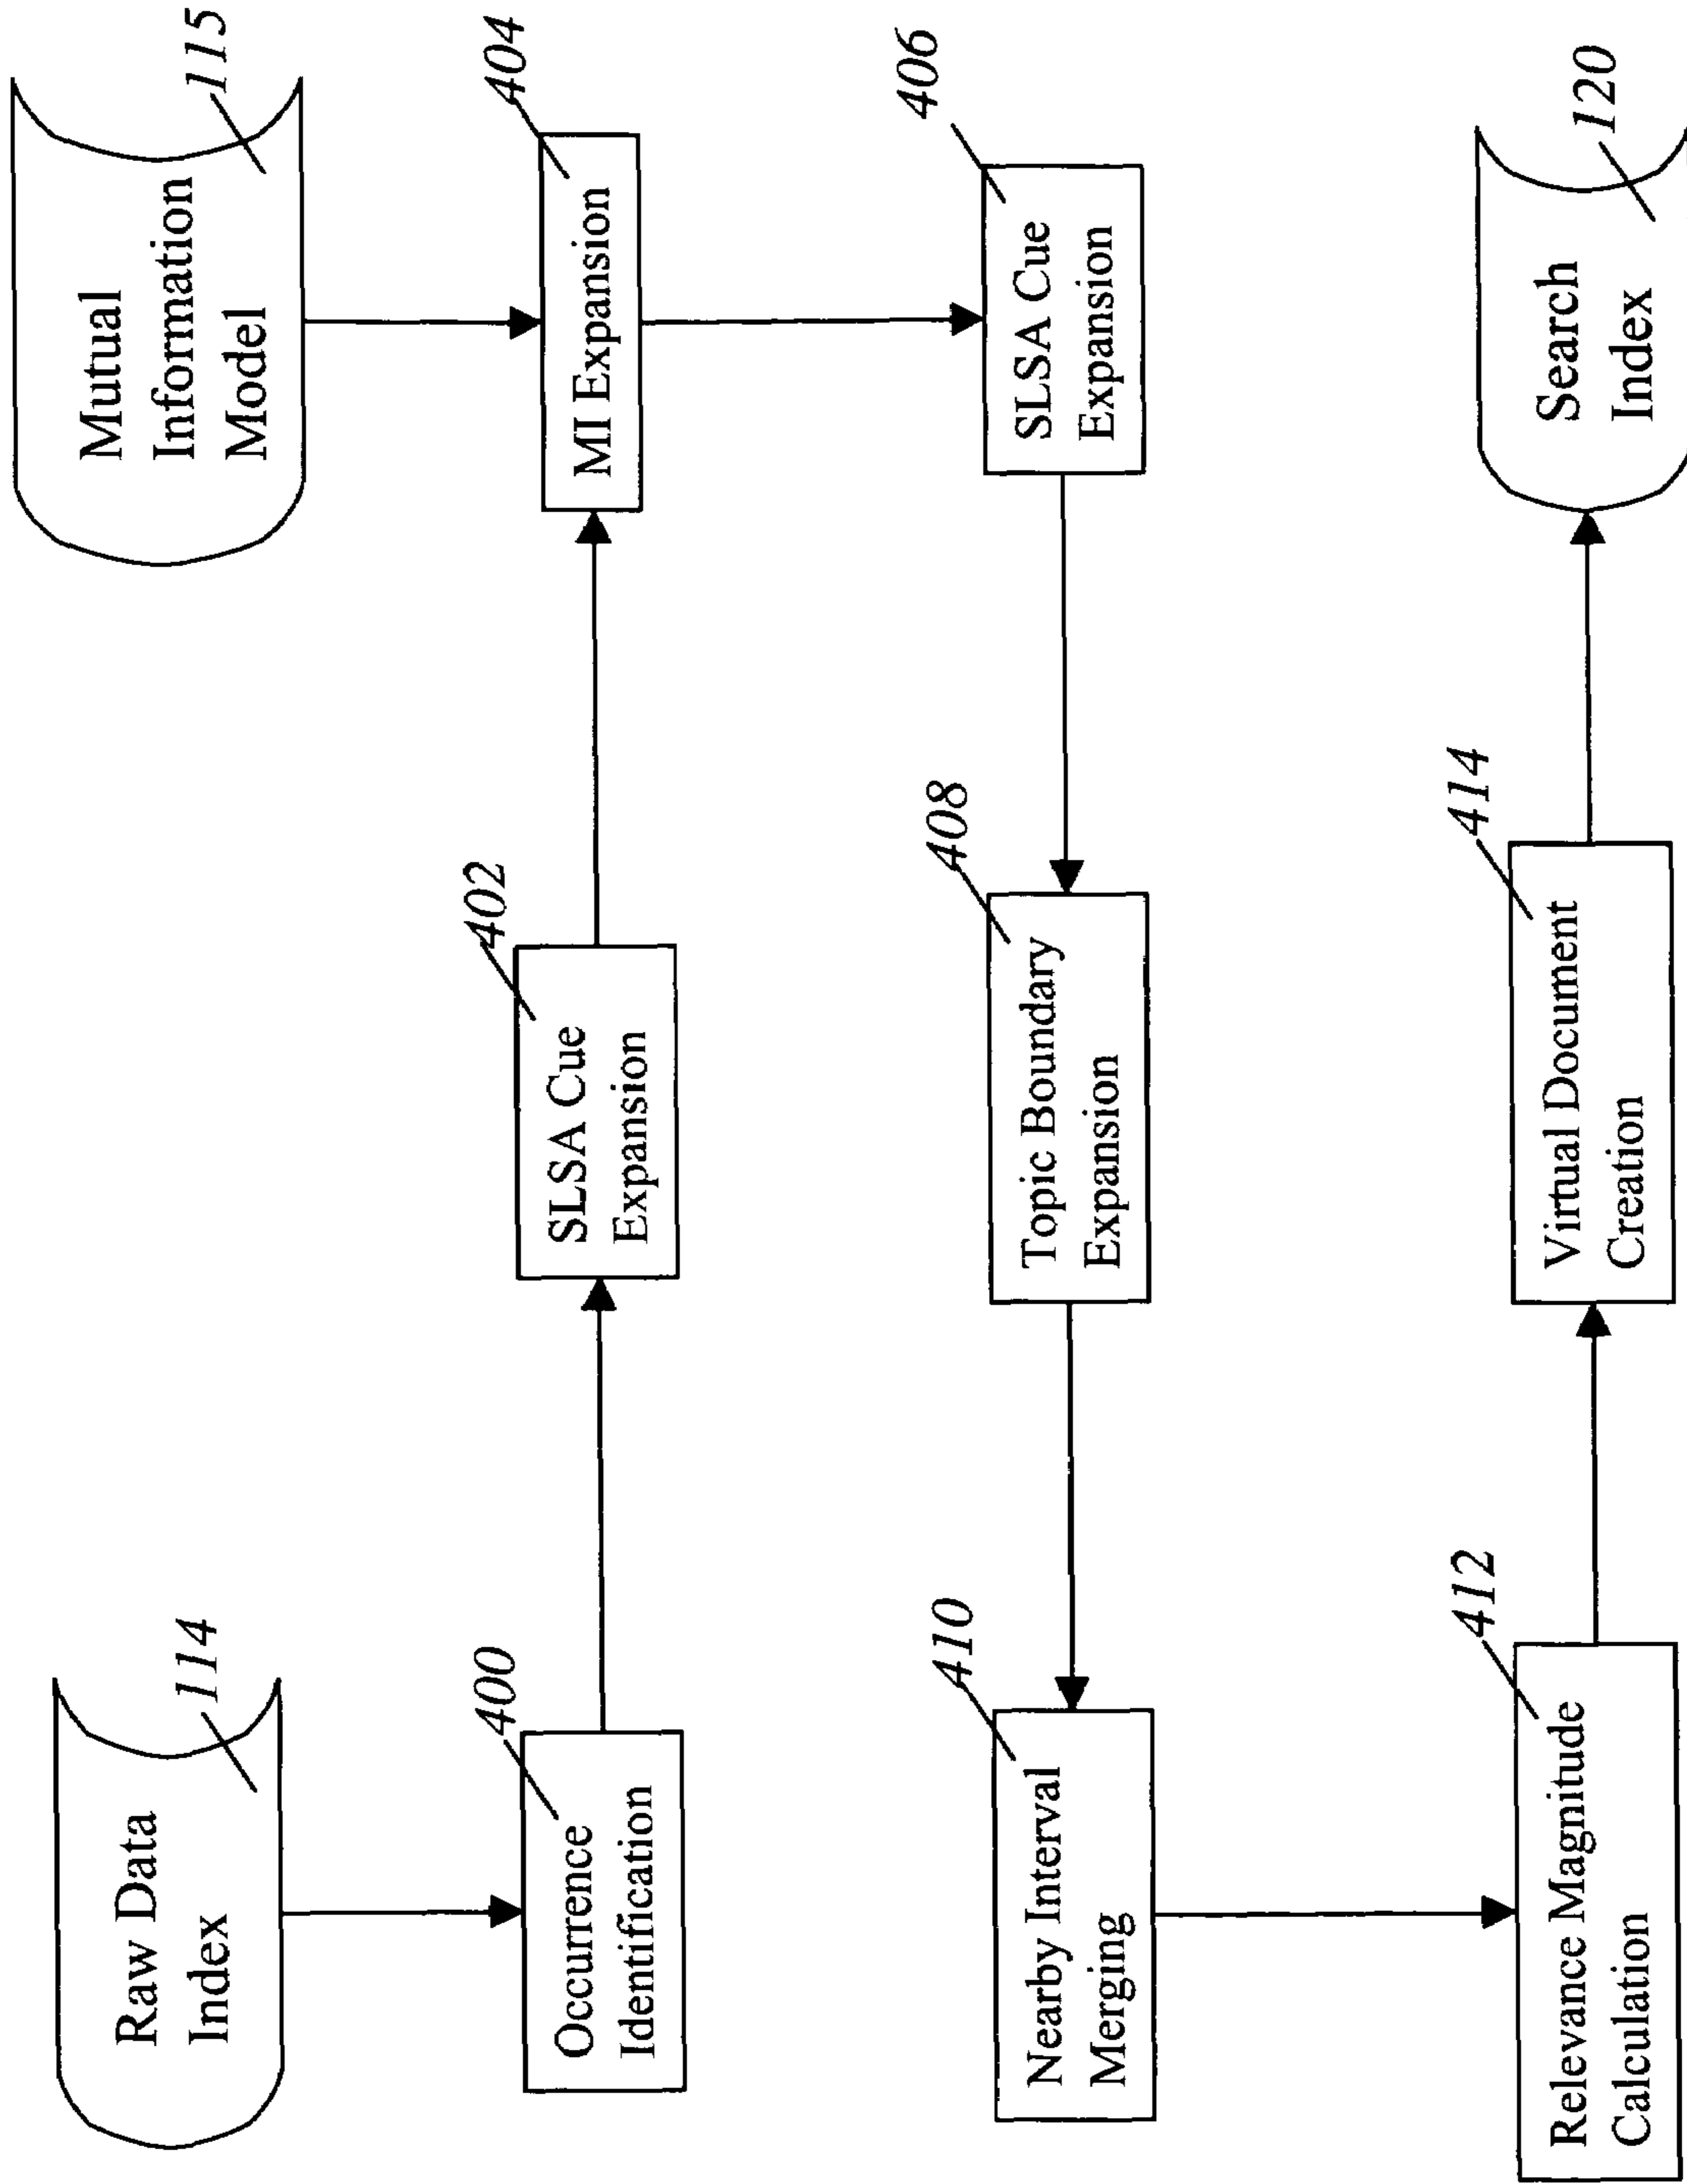 Raw Data
Index
114
Mutual
Information
Model
115
Occurrence
Identification
400
SLSA Cue
Expansion
402
MI Expansion
404
Nearby Interval
Merging
410
Topic Boundary
Expansion
408
SLSA Cue
Expansion
406
Relevance Magnitude
Calculation
412
Virtual Document
Creation
414
Search
Index
120